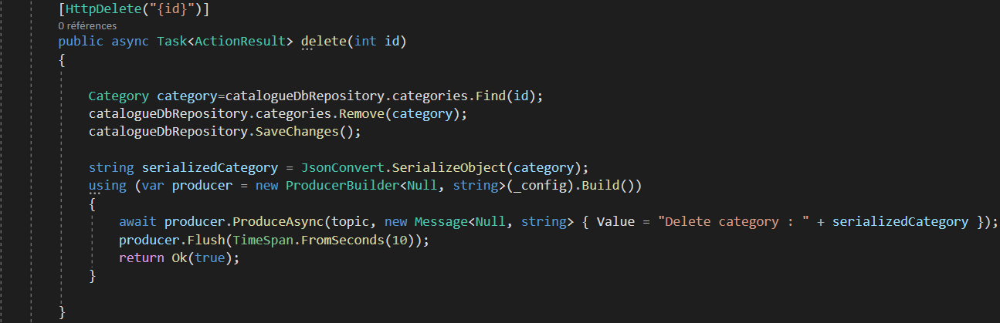 [HttpDelete("{id}")]
0 références
public async Task<ActionResult> delete(int id)
{
Category category=catalogueDbRepository.categories.Find(id);
catalogueDbRepository.categories.Remove(category);
catalogueDbRepository.SaveChanges();
string serializedCategory = JsonConvert.SerializeObject(category);
using (var producer = new ProducerBuilder<Null, string>(_config).Build())
{
await producer.ProduceAsync(topic, new Message<Null, string> { Value = "Delete category : " + serializedCategory });
producer.Flush(TimeSpan.FromSeconds(10));
return Ok(true);
}
}